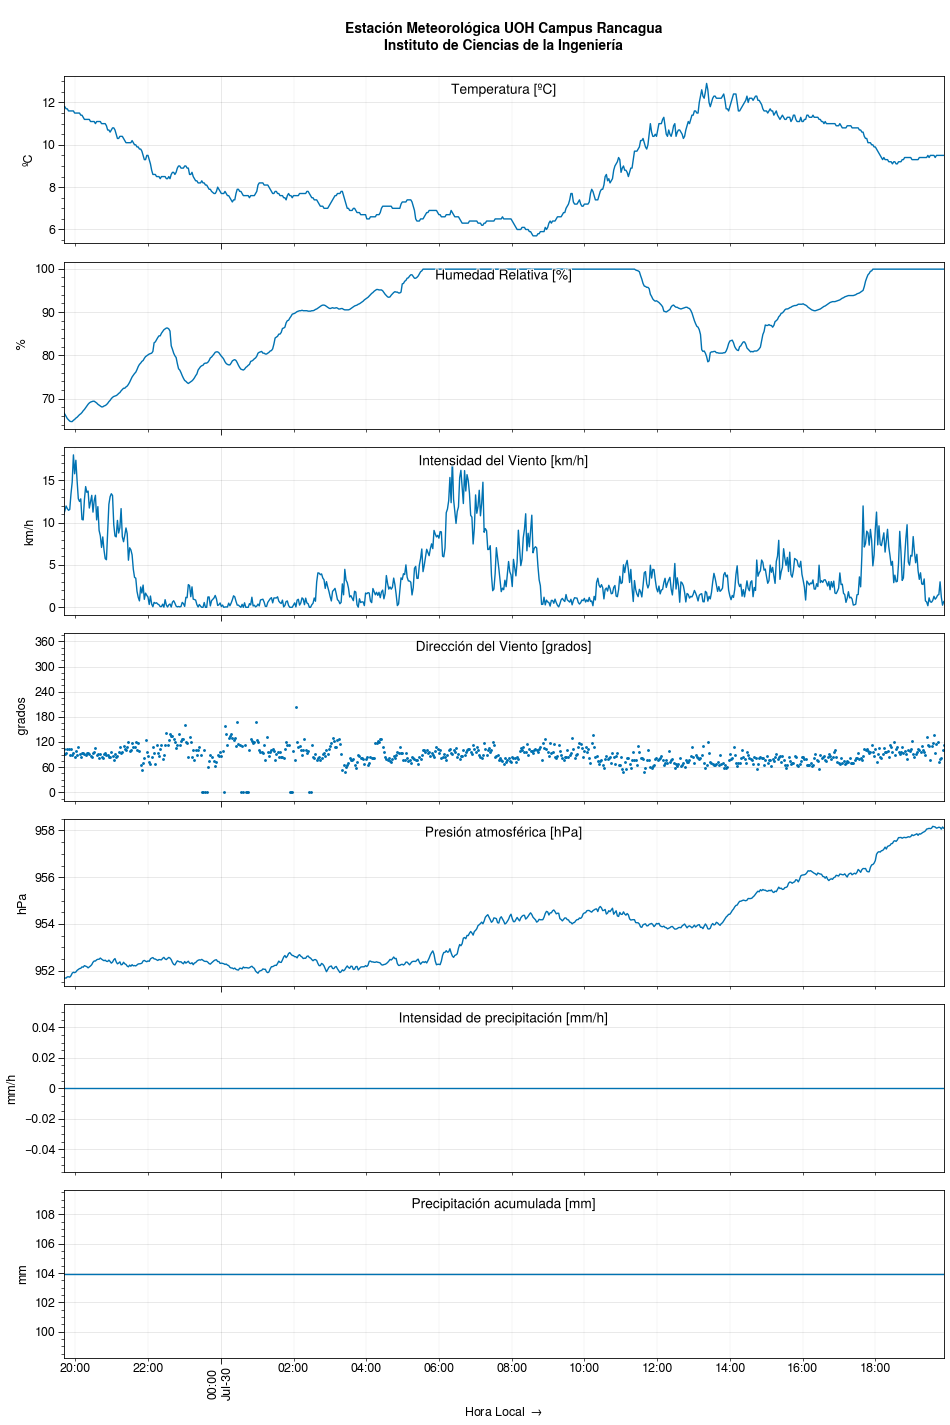 Estación Meteorológica UOH Campus Rancagua
Instituto de Ciencias de la Ingeniería
Temperatura [ºC]
12
10
8
6
ºC
Humedad Relativa [%]
100
90
80
70
%
Intensidad del Viento [km/h]
15
10
5
0
km/h
Dirección del Viento [grados]
360
300
240
180
120
60
0
grados
Presión atmosférica [hPa]
958
956
954
952
hPa
Intensidad de precipitación [mm/h]
0.04
0.02
0
−0.02
−0.04
mm/h
Precipitación acumulada [mm]
108
106
104
102
100
mm
20:00 22:00 00:00 02:00 04:00 06:00 08:00 10:00 12:00 14:00 16:00 18:00
Jul-30
Hora Local →